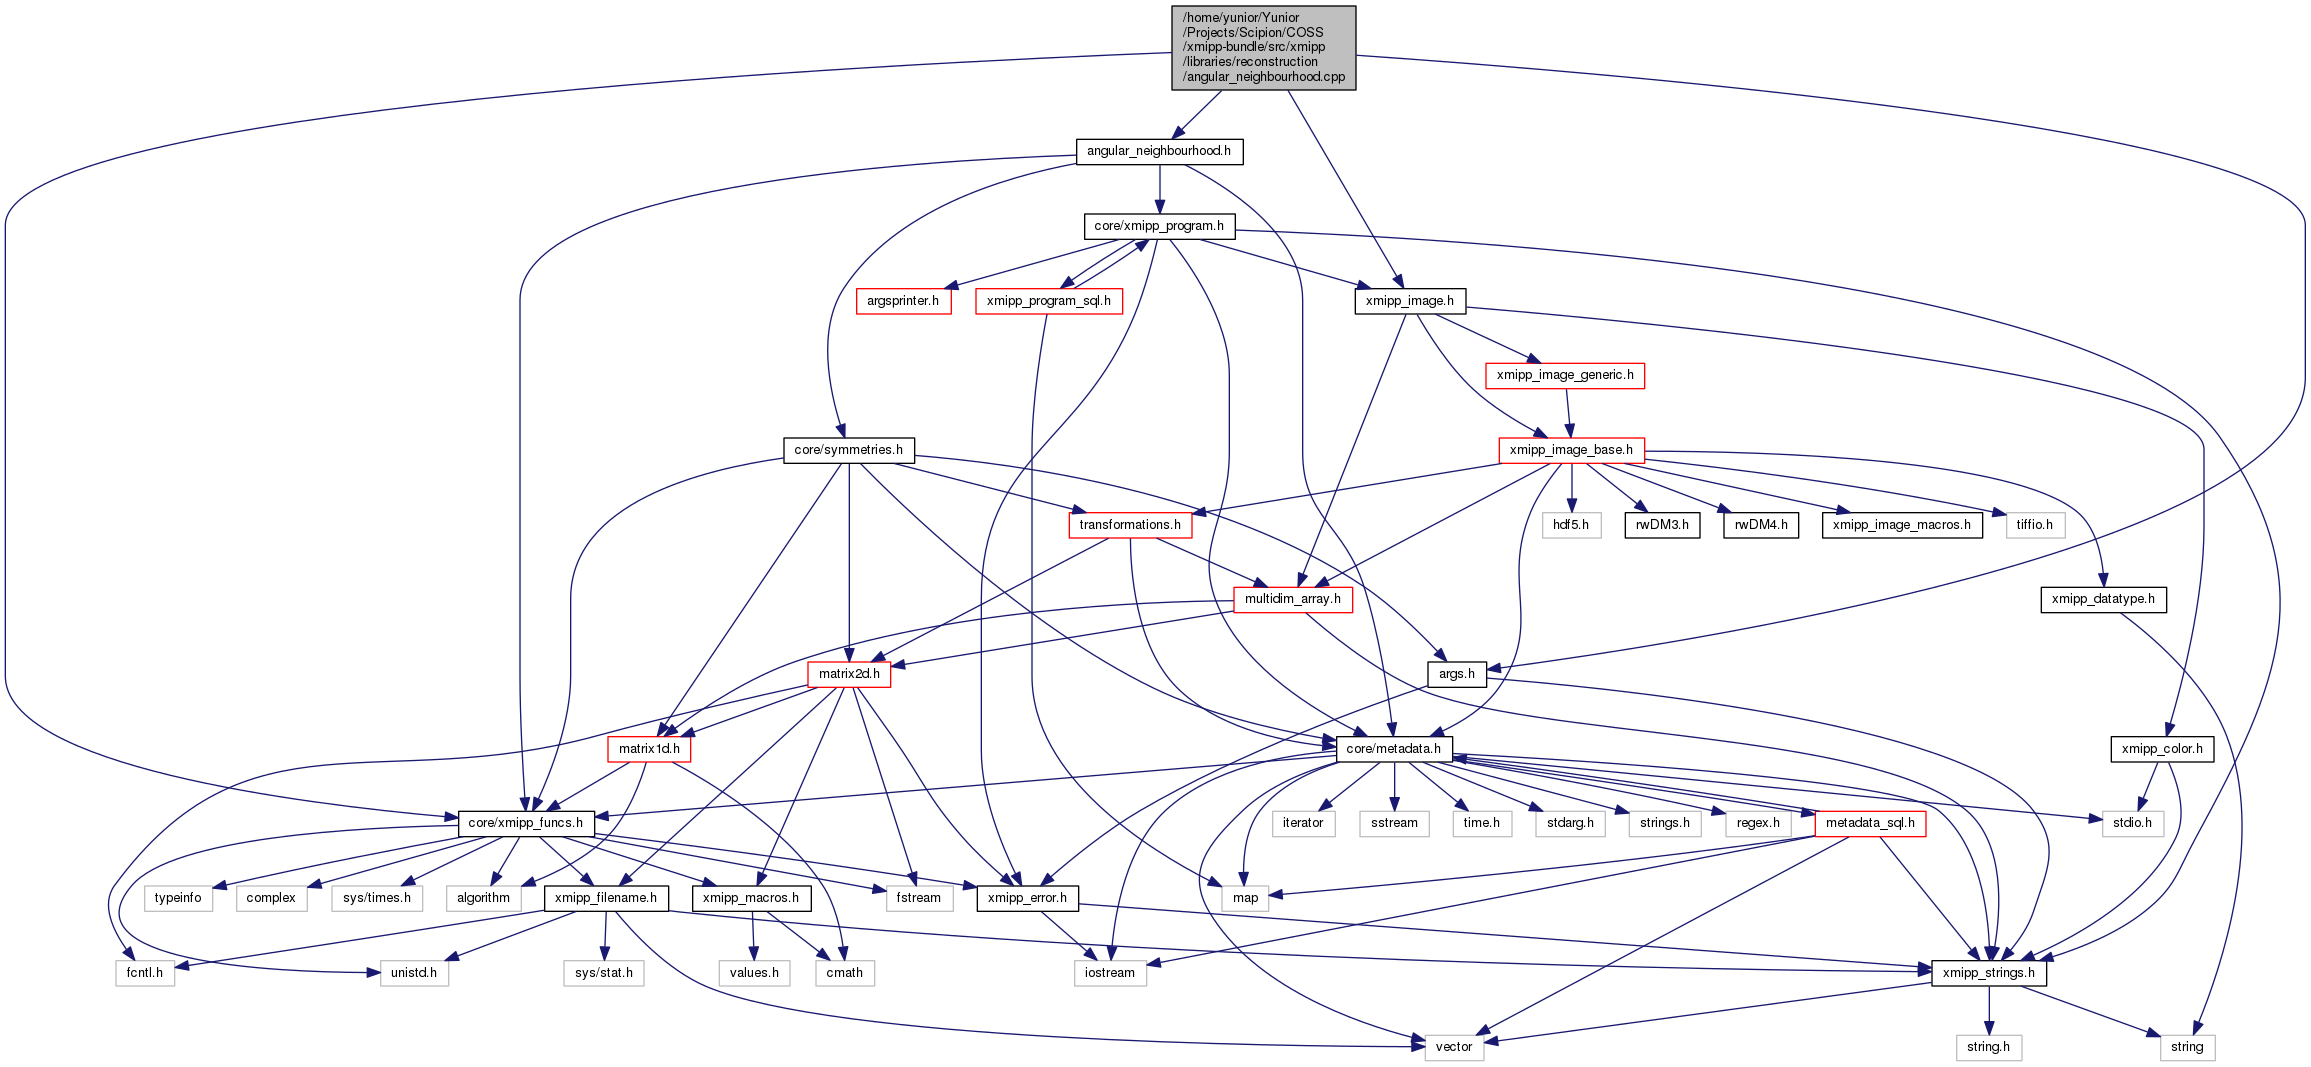 /home/yunior/Yunior
/Projects/Scipion/COSS
/xmipp-bundle/src/xmipp
/libraries/reconstruction
/angular_neighbourhood.cpp
angular_neighbourhood.h
core/xmipp_program.h
argsprinter.h
xmipp_program_sql.h
xmipp_image.h
xmipp_image_generic.h
core/symmetries.h
xmipp_image_base.h
transformations.h
hdf5.h
rwDM3.h
rwDM4.h
xmipp_image_macros.h
tiffio.h
multidim_array.h
xmipp_datatype.h
matrix2d.h
args.h
matrix1d.h
core/metadata.h
xmipp_color.h
core/xmipp_funcs.h
iterator
sstream
time.h
stdarg.h
strings.h
regex.h
metadata_sql.h
stdio.h
typeinfo
complex
sys/times.h
algorithm
xmipp_filename.h
xmipp_macros.h
fstream
xmipp_error.h
map
fcntl.h
unistd.h
sys/stat.h
values.h
cmath
iostream
xmipp_strings.h
vector
string.h
string